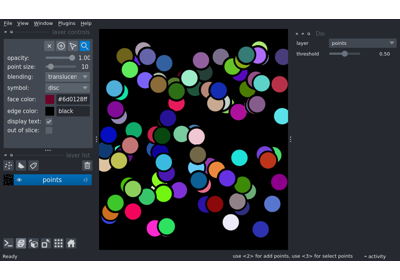 File View Window Plugins Help
layer controls
opacity: 1.00
point size: 10
blending: translucen
symbol: disc
face color: #6d0128ff
edge color: black
display text:
out of slice:
layer list
points
Do
layer points
threshold 0.50
Ready
use <2> for add points, use <3> for select points
activity